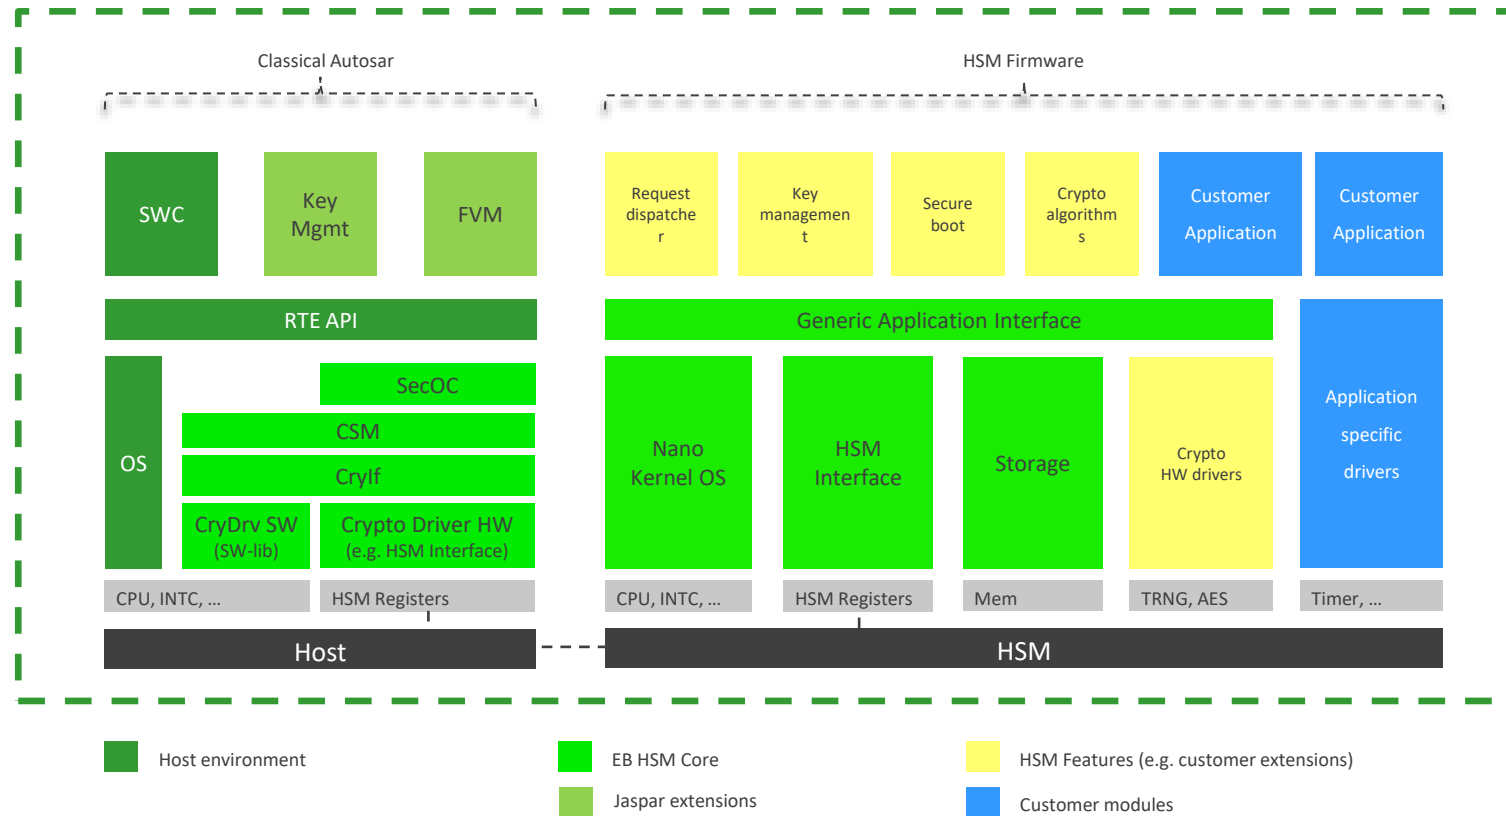 Classical Autosar
HSM Firmware
SWC
Key
Mgmt
FVM
Request
dispatche
r
Key
managemen
t
Secure
boot
Crypto
algorithm
s
Customer
Application
Customer
Application
RTE API
Generic Application Interface
OS
SecOC
CSM
CryIf
CryDrv SW
(SW-lib)
Crypto Driver HW
(e.g. HSM Interface)
Nano
Kernel OS
HSM
Interface
Storage
Crypto
HW drivers
Application
specific
drivers
CPU, INTC, ...
HSM Registers
CPU, INTC, ...
HSM Registers
Mem
TRNG, AES
Timer, ...
Host
HSM
Host environment
EB HSM Core
HSM Features (e.g. customer extensions)
Jaspar extensions
Customer modules